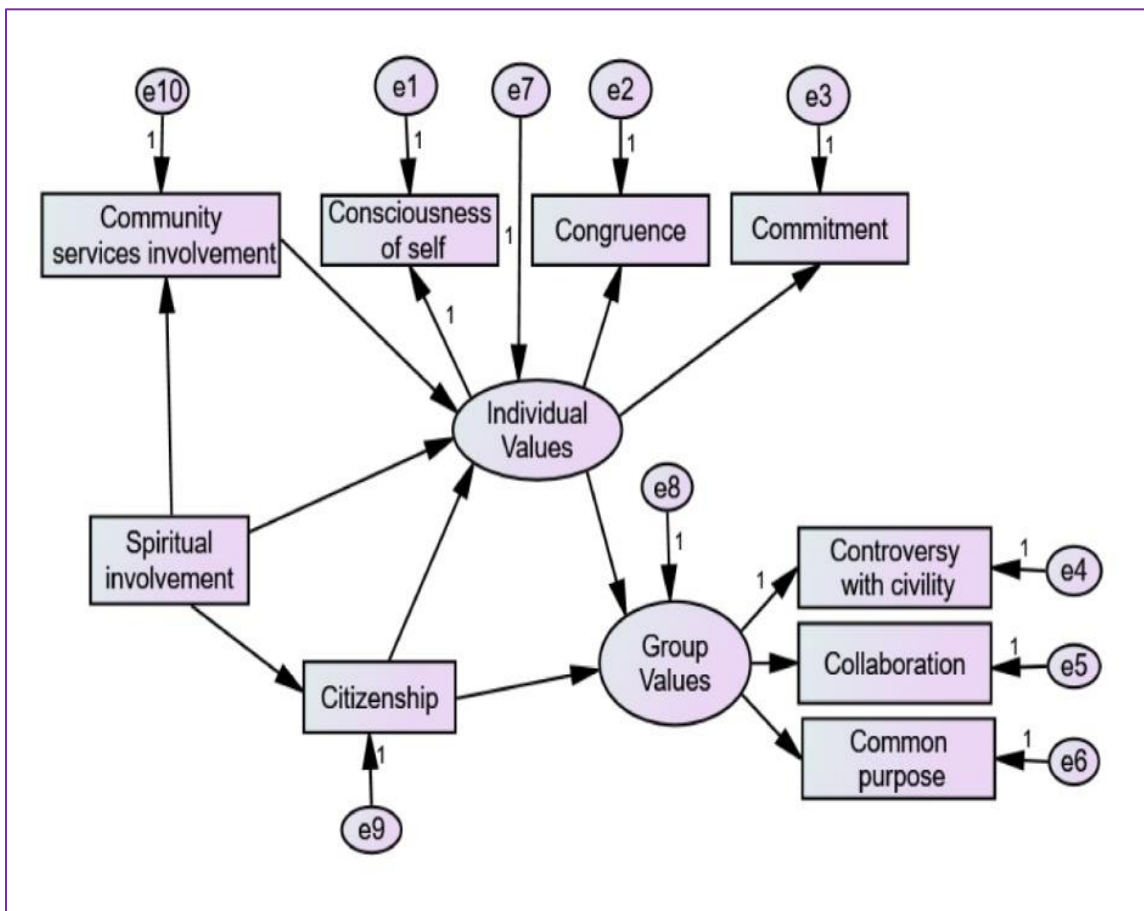 e10
e1
e7
e2
e3
1
1
1
1
1
Community
services involvement
Consciousness
of self
Congruence
Commitment
1
Individual
Values
e8
1
Spiritual
involvement
Controversy
with civility
1
e4
1
Group
Values
Collaboration
1
e5
Citizenship
Common
purpose
1
e6
1
e9